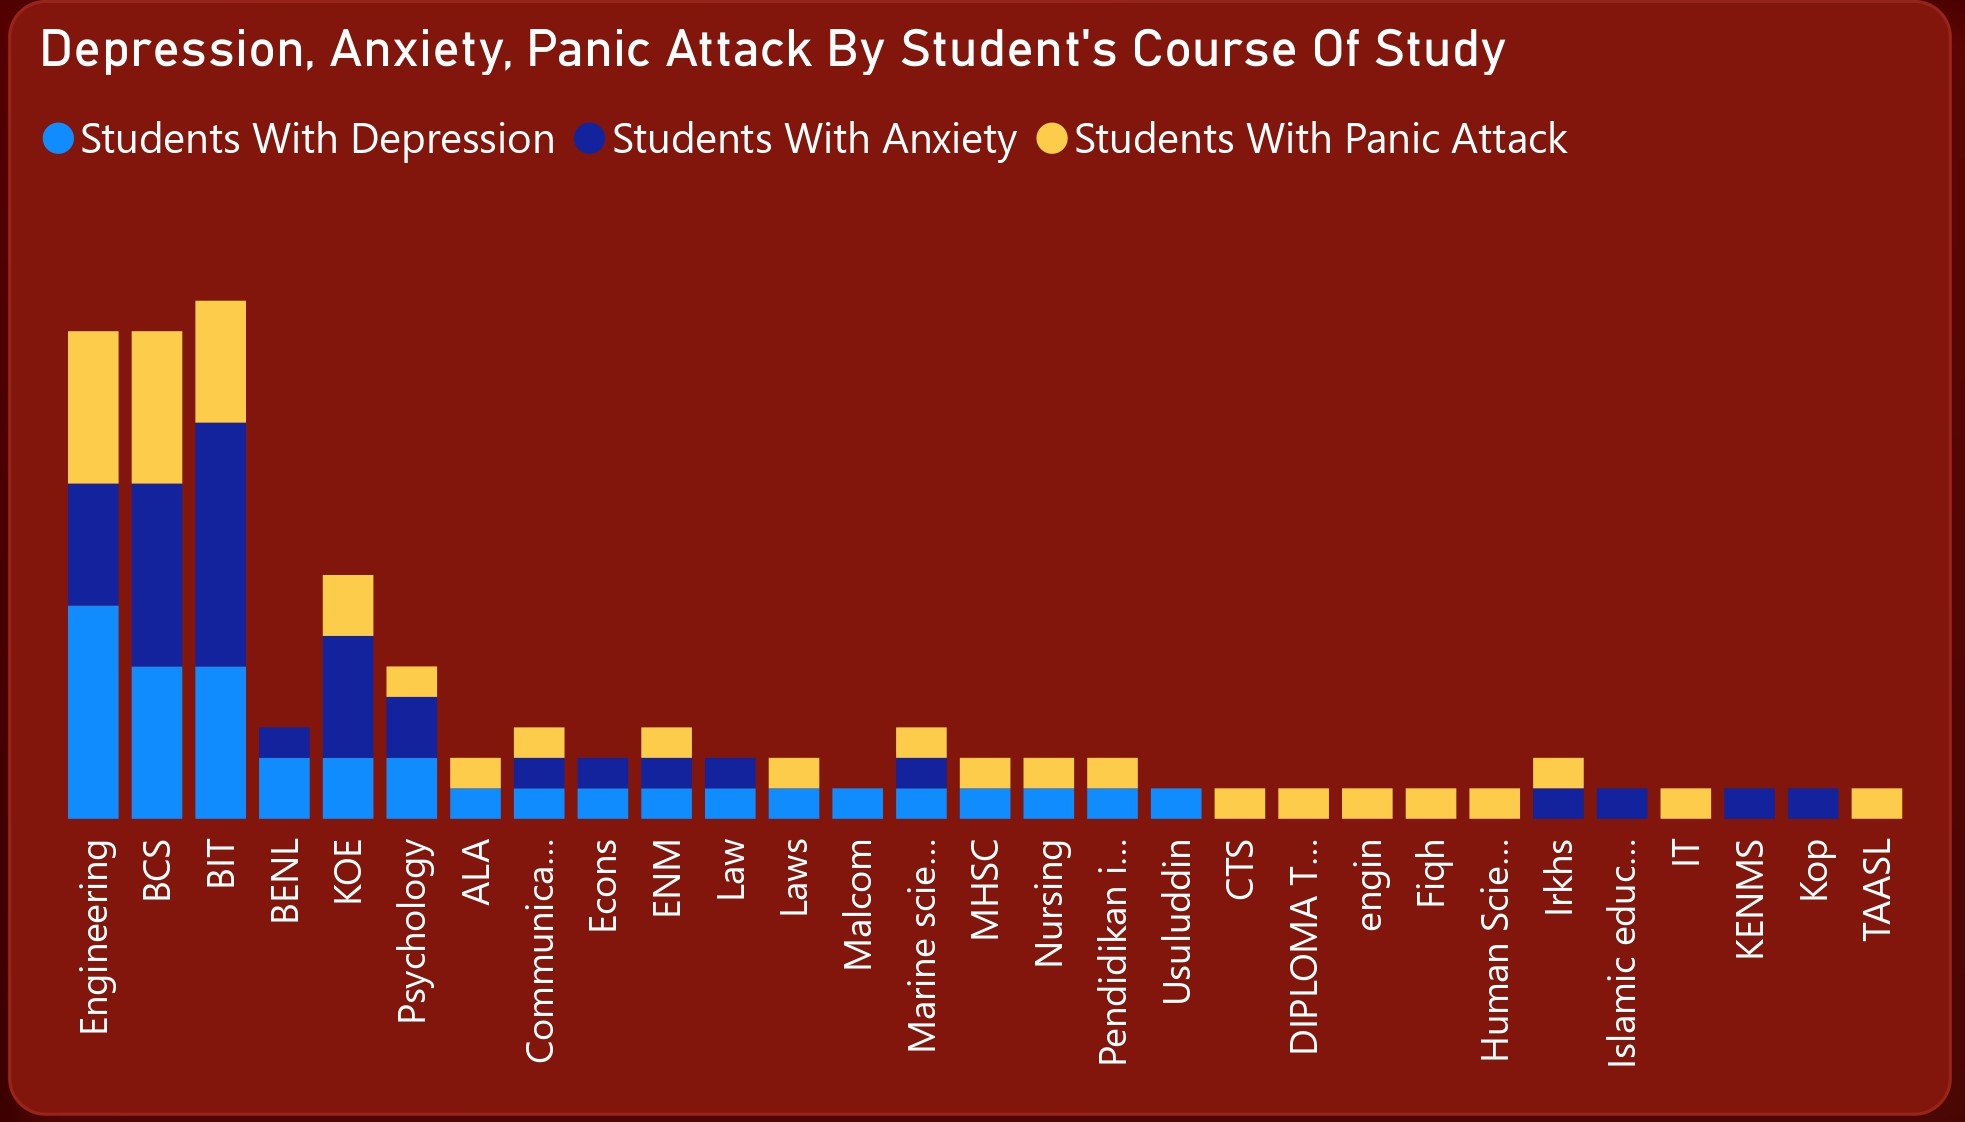 Depression, Anxiety, Panic Attack By Student's Course Of Study
Students With Depression Students With Anxiety Students With Panic Attack
Engineering
BCS
BIT
BENL
KOE
Psychology
ALA
Communica...
Econs
ENM
Law
Laws
Malcom
Marine scie...
MHSC
Nursing
Pendidikan i...
Usuluddin
CTS
DIPLOMA T...
engin
Fiqh
Human Scie...
Irkhs
Islamic educ...
IT
KENMS
Kop
TAASL